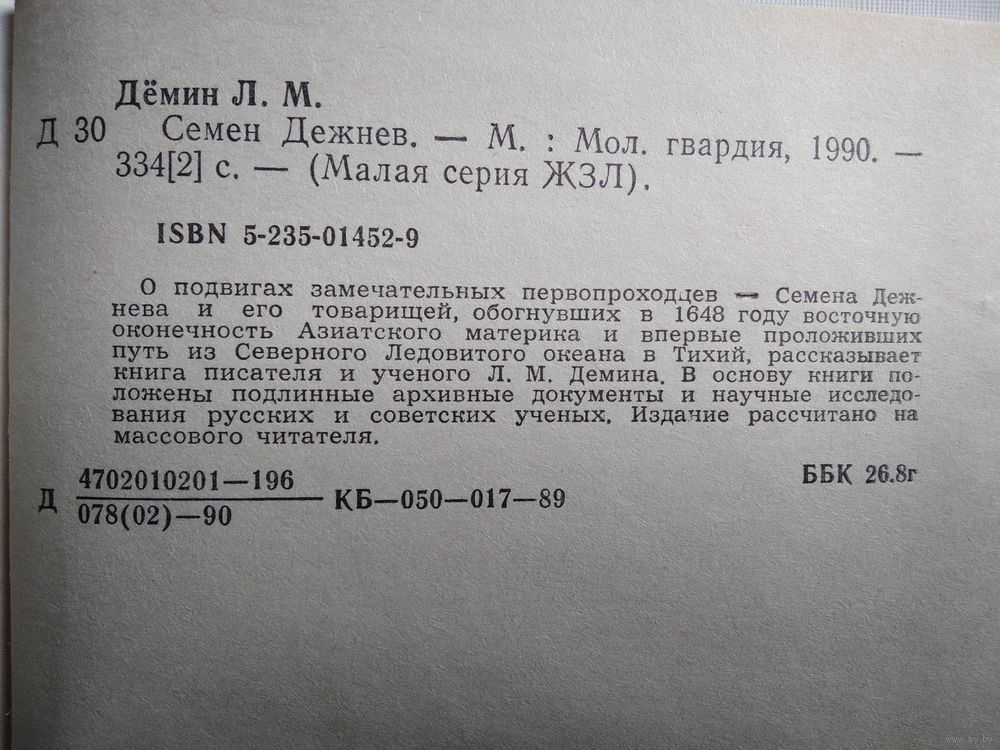 Дёмин Л. М.
Д 30 Семен Дежнев. — М. : Мол. гвардия, 1990. —
334[2] с. — (Малая серия ЖЗЛ).
ISBN 5-235-01452-9
О подвигах замечательных первопроходцев — Семена Деж-
нева и его товарищей, обогнувших в 1648 году восточную
оконечность Азиатского материка и впервые проложивших
путь из Северного Ледовитого океана в Тихий, рассказывает
книга писателя и ученого Л. М. Демина. В основу книги по-
ложены подлинные архивные документы и научные исследо-
вания русских и советских ученых. Издание рассчитано на
массового читателя.
Д 4702010201—196
078(02)—90
КБ—050—017—89
ББК 26.8г
www.ay.by